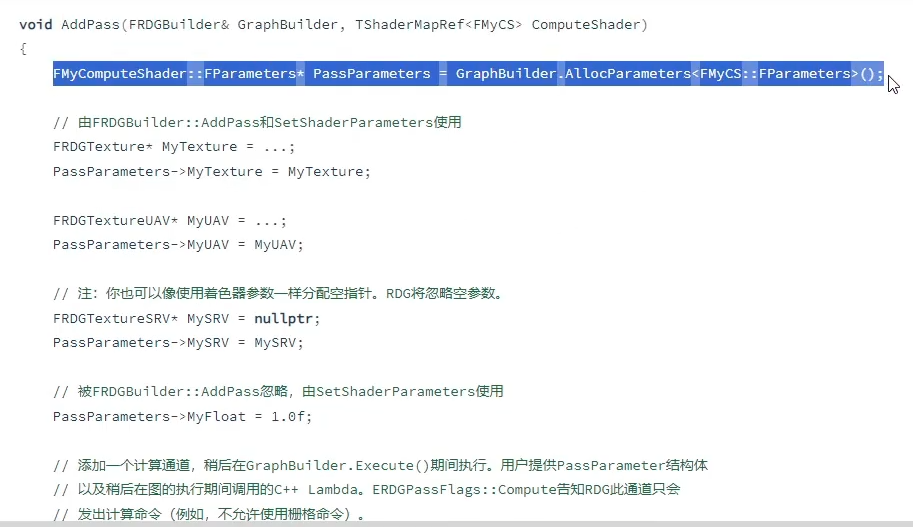 void AddPass(FRDGBuilder& GraphBuilder, TShaderMapRef<FMyCS> ComputeShader)
{
FMyComputeShader::FParameters* PassParameters = GraphBuilder.AllocParameters<FMyCS::FParameters>();
// 由FRDGBuilder::AddPass和SetShaderParameters使用
FRDGTexture* MyTexture = ...;
PassParameters->MyTexture = MyTexture;
FRDGTextureUAV* MyUAV = ...;
PassParameters->MyUAV = MyUAV;
// 注：你也可以像使用着色器参数一样分配空指针。RDG将忽略空参数。
FRDGTextureSRV* MySRV = nullptr;
PassParameters->MySRV = MySRV;
// 被FRDGBuilder::AddPass忽略，由SetShaderParameters使用
PassParameters->MyFloat = 1.0f;
// 添加一个计算通道，稍后在GraphBuilder.Execute()期间执行。用户提供PassParameter结构体
// 以及稍后在图的执行期间调用的C++ Lambda。ERDGPassFlags::Compute告知RDG此通道只会
// 发出计算命令（例如，不允许使用栅格命令）。